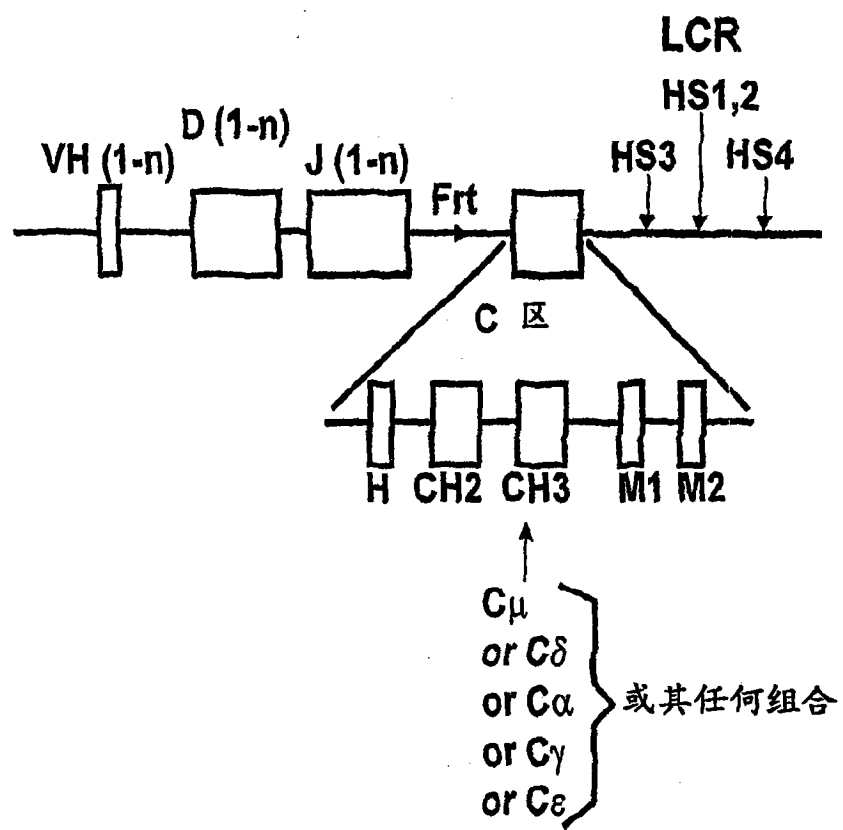 LCR
HS1,2
D (1-n)
VH (1-n)
J (1-n)
HS3
HS4
Frt
C 区
H
CH2
CH3
M1
M2
Cμ
or Cδ
or Cα
或其任何组合
or Cγ
or Cε